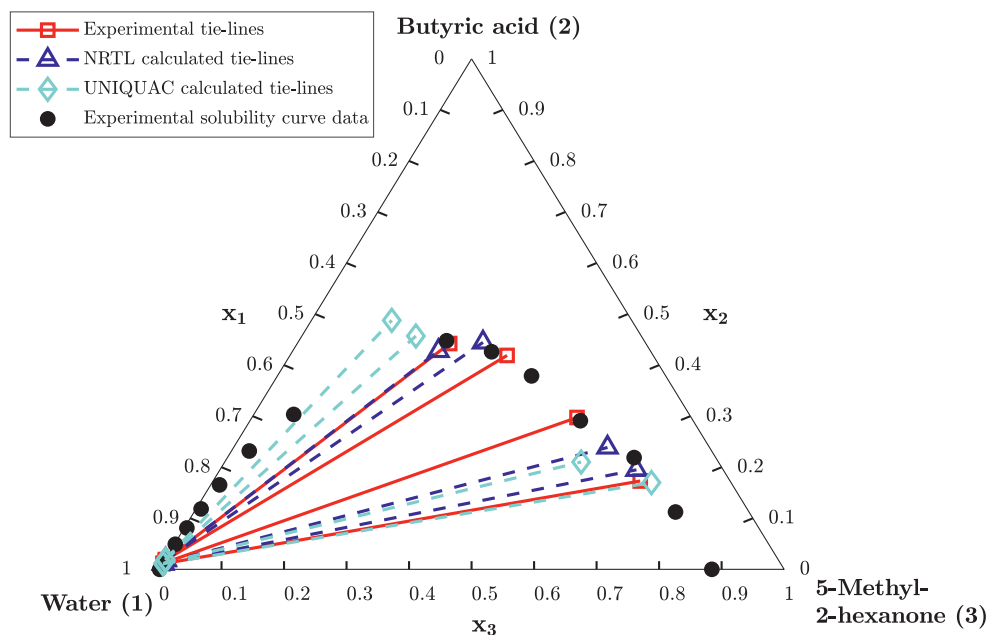 Experimental tie-lines
NRTL calculated tie-lines
UNIQUAC calculated tie-lines
Experimental solubility curve data
Butyric acid (2)
0 1
0.1 0.9
0.2 0.8
0.3 0.7
0.4 0.6
x1 0.5 0.5 x2
0.6 0.4
0.7 0.3
0.8 0.2
0.9 0.1
1 0
0 0.1 0.2 0.3 0.4 0.5 0.6 0.7 0.8 0.9 1
Water (1)
x3
5-Methyl-
2-hexanone (3)